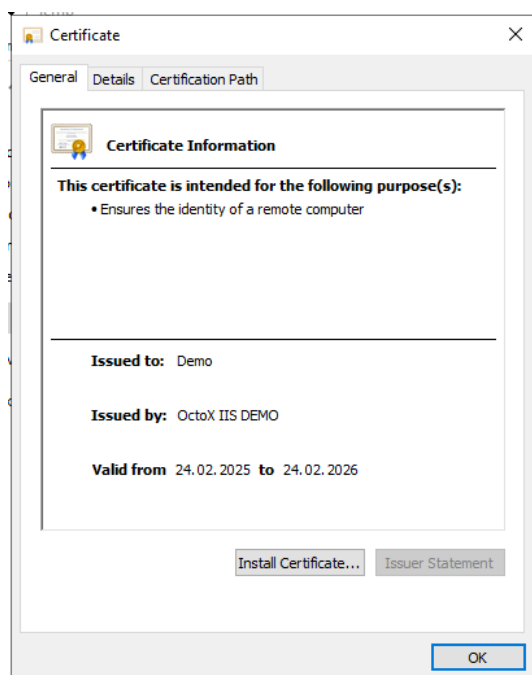 Certificate
General Details Certification Path
Certificate Information
This certificate is intended for the following purpose(s):
• Ensures the identity of a remote computer
Issued to: Demo
Issued by: OctoX IIS DEMO
Valid from 24.02.2025 to 24.02.2026
Install Certificate... Issuer Statement
OK